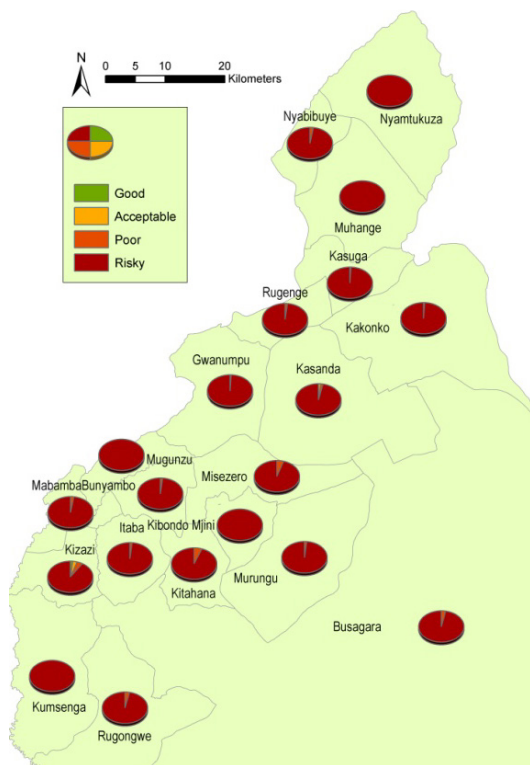 N
0 5 10 20
Kilometers
Good
Acceptable
Poor
Risky
Nyamtukuza
Nyabibuye
Muhange
Kasuga
Rugenge
Kakonko
Gwanumpu
Kasanda
Mugunzu
Misezero
MabambaBunyambo
Itaba
Kibondo Mjini
Kizazi
Kitahana
Murungu
Busagara
Kumsenga
Rugongwe